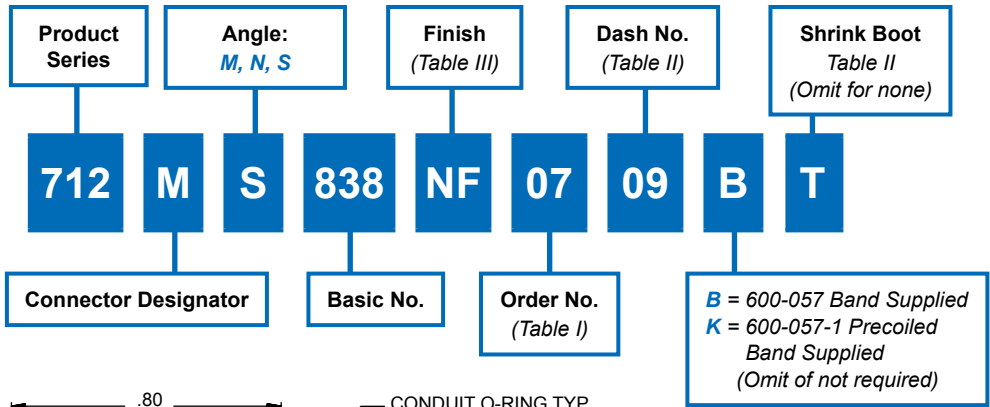 Product
Series
Angle:
M, N, S
Finish
(Table III)
Dash No.
(Table II)
Shrink Boot
Table II
(Omit for none)
712 M S 838 NF 07 09 B T
Connector Designator
Basic No.
Order No.
(Table I)
B = 600-057 Band Supplied
K = 600-057-1 Precoiled
Band Supplied
(Omit of not required)
.80
CONDUIT O-RING TYP